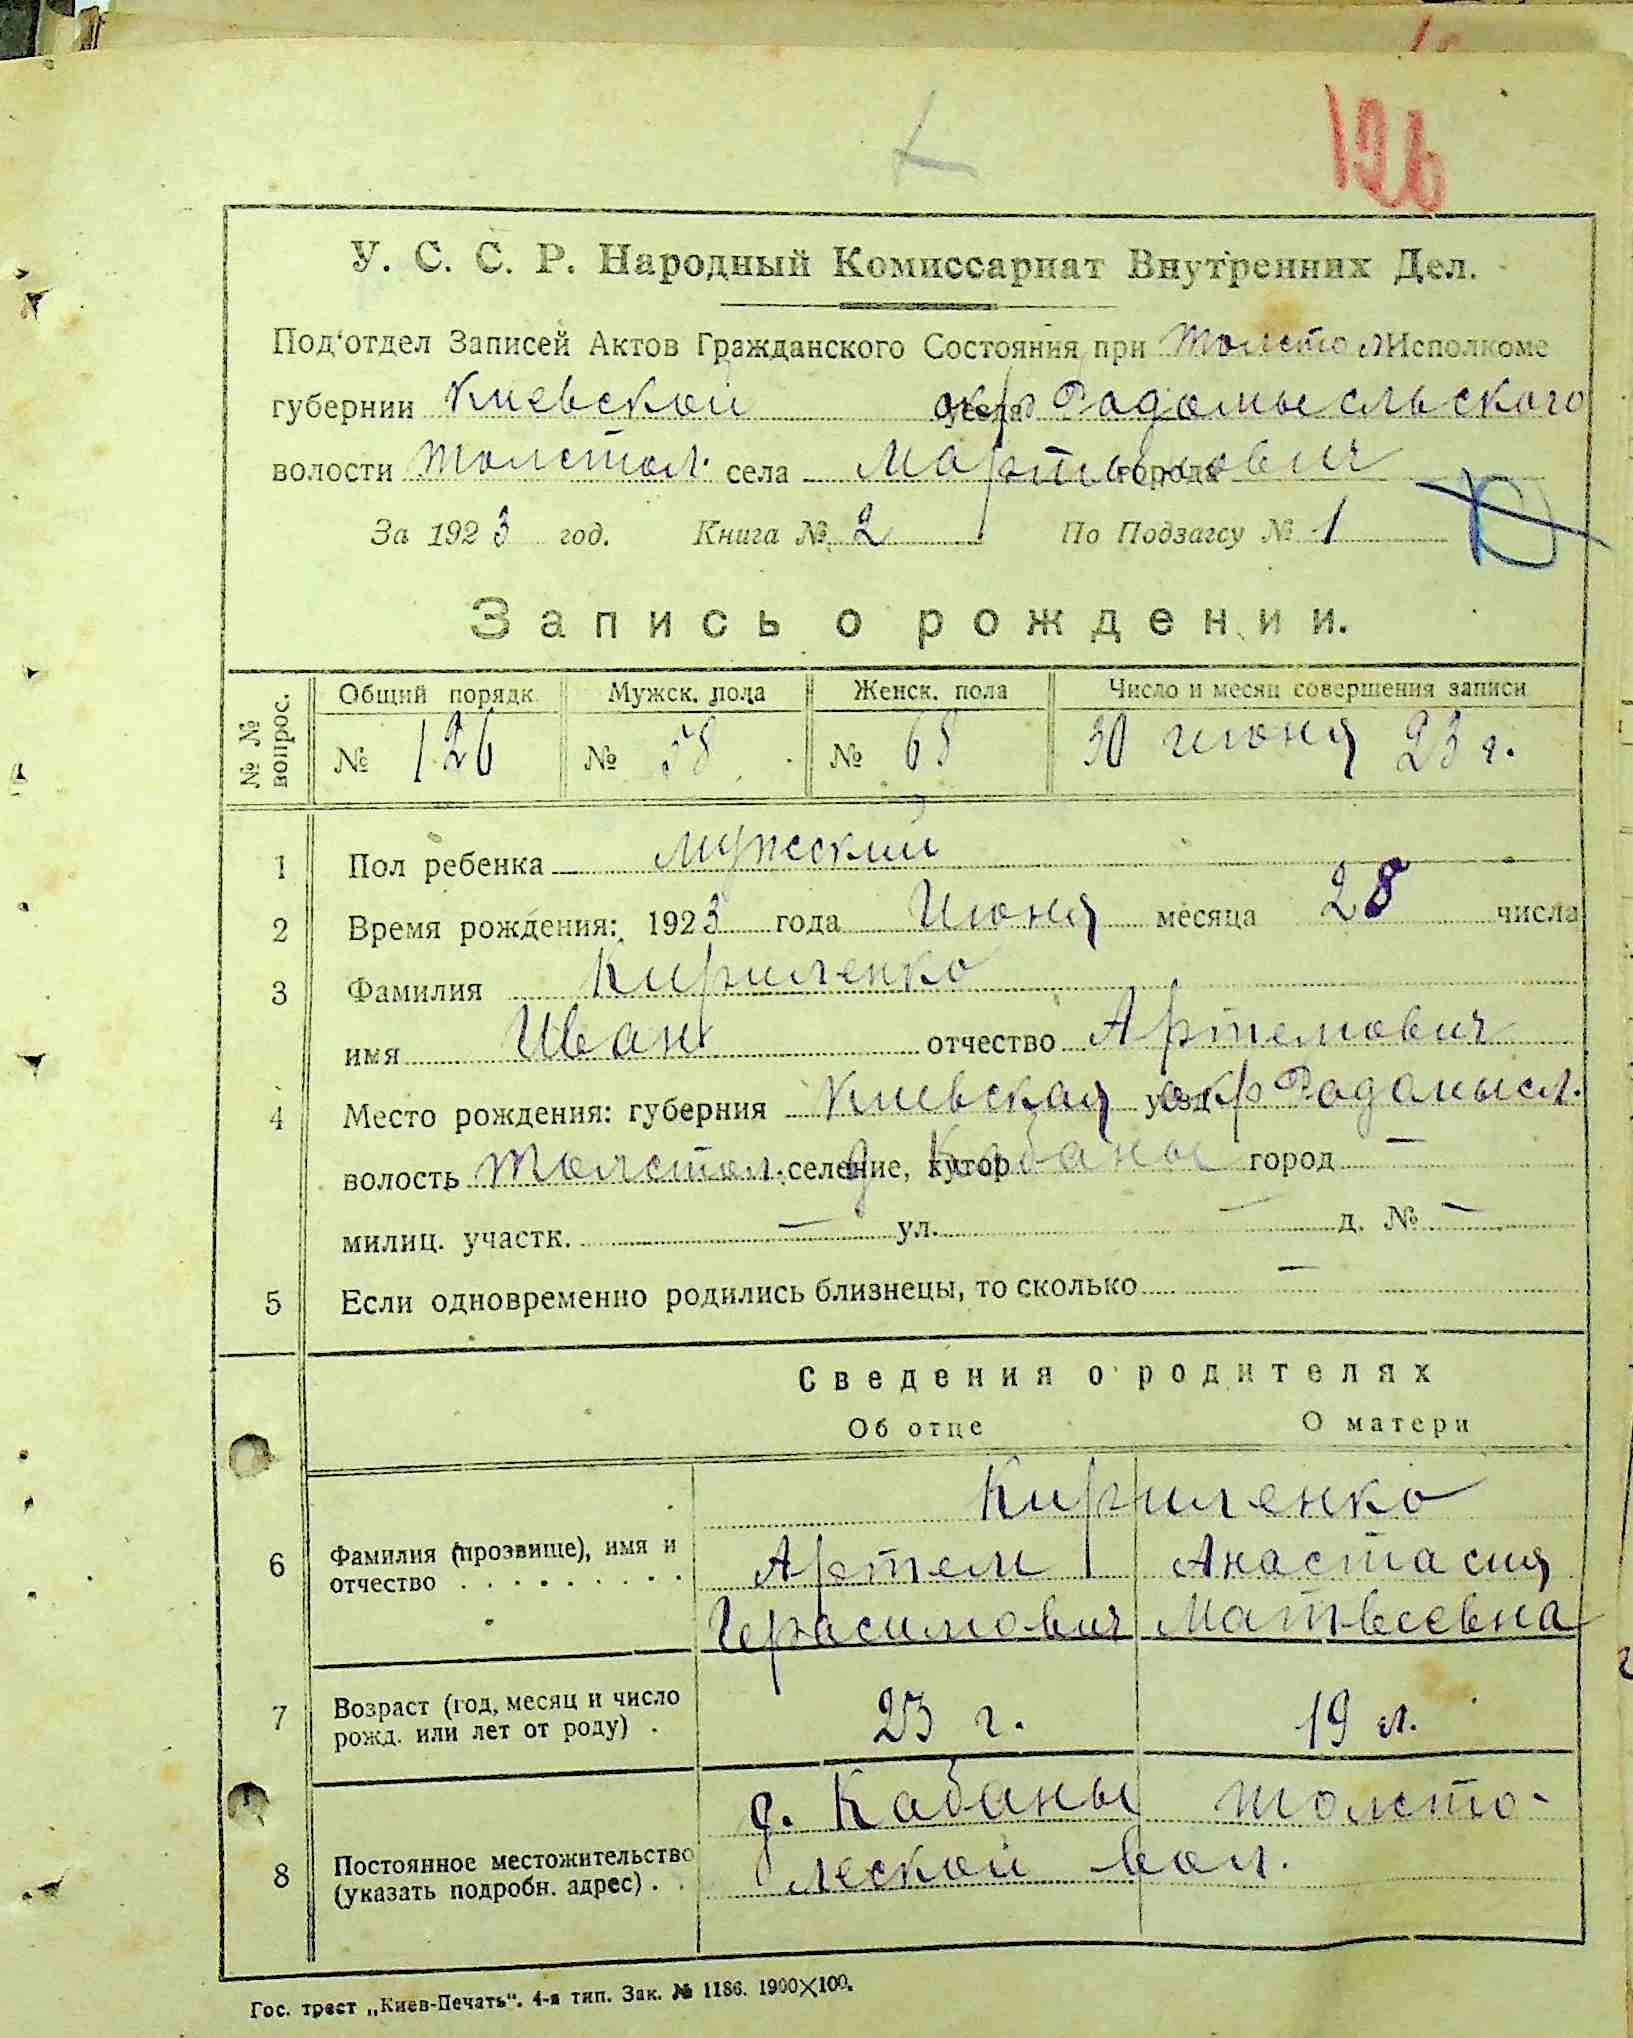 126
У. С. С. Р. Народный Комиссариат Внутренних Дел.
Под'отдел Записей Актов Гражданского Состояния при Толстол Исполкоме
губернии Киевской окр Радомысльского
волости Толстол. села Мартынович города
За 1923 год. Книга № 2 По Подзагсу № 1
Запись о рождении.
№ № вопрос. Общий порядк. Мужск. пола Женск. пола Число и месяц совершения записи
№ 126 № 58 № 68 30 июня 23 г.
1 Пол ребенка мужский
2 Время рождения: 1923 года Июня месяца 28 числа
3 Фамилия Кириленко
имя Иван отчество Артемович
4 Место рождения: губерния Киевская уезд окр Радомысл.
волость Толстол. селение, хутор д Кабаны город —
милиц. участк. — ул. — д. № —
5 Если одновременно родились близнецы, то сколько —
Сведения о родителях
Об отце О матери
Кириленко
6 Фамилия (прозвище), имя и отчество Артем Анастасия
Герасимович Матвеевна
7 Возраст (год, месяц и число рожд. или лет от роду) 23 г. 19 л.
8 Постоянное местожительство (указать подробн. адрес) д. Кабаны Толсто-
леской вол.
Гос. трест „Киев-Печать". 4-я тип. Зак. № 1186. 1900×100.